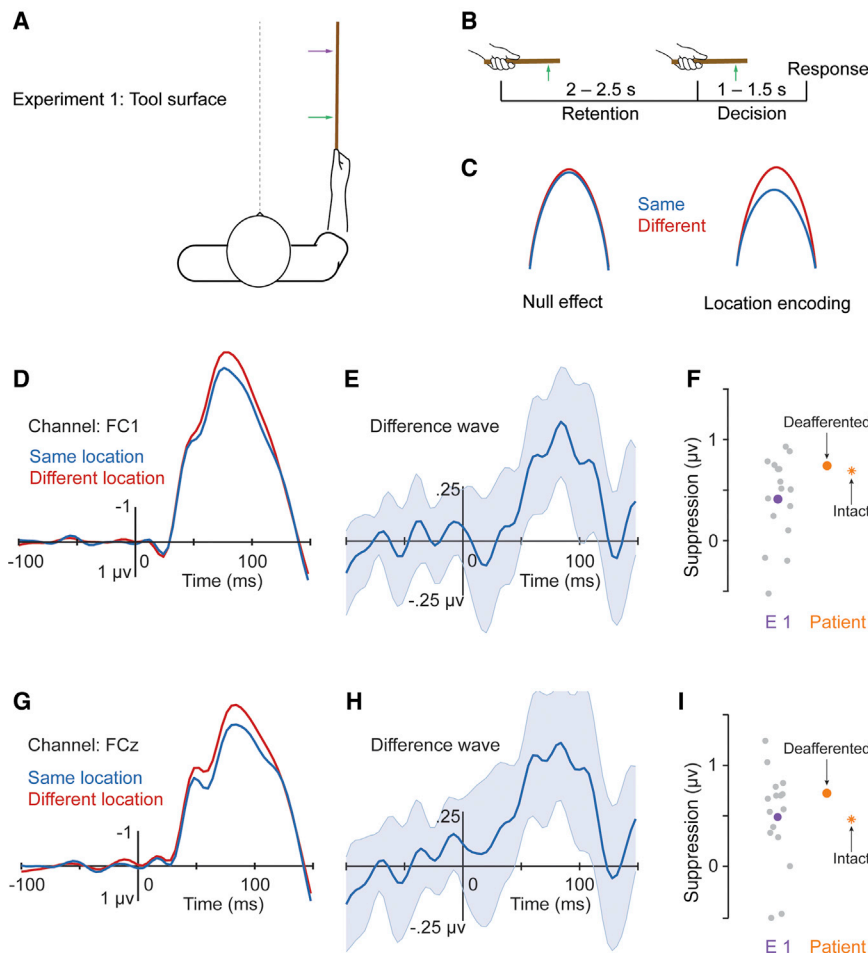 A
Experiment 1: Tool surface
B
2 – 2.5 s
1 – 1.5 s
Response
Retention
Decision
C
Same
Different
Null effect
Location encoding
D
Channel: FC1
Same location
Different location
-1
-100
0
100
1 µv
Time (ms)
E
Difference wave
.25
0
100
Time (ms)
-.25 µv
F
Suppression (µv)
1
0
Deafferented
Intact
E 1
Patient
G
Channel: FCz
Same location
Different location
-1
-100
0
100
1 µv
Time (ms)
H
Difference wave
.25
0
100
Time (ms)
-.25 µv
I
Suppression (µv)
1
0
Deafferented
Intact
E 1
Patient